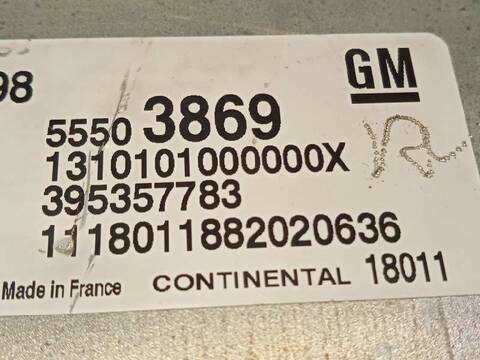 98
GM
5550 3869
1310101000000X
395357783
1118011882020636
Made in France CONTINENTAL 18011